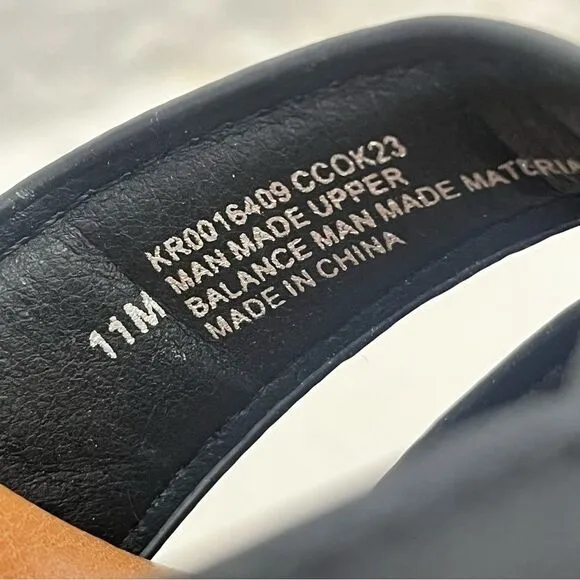 11M
KR0016409 CCOK23
MAN MADE UPPER
BALANCE MAN MADE MATERIA
MADE IN CHINA